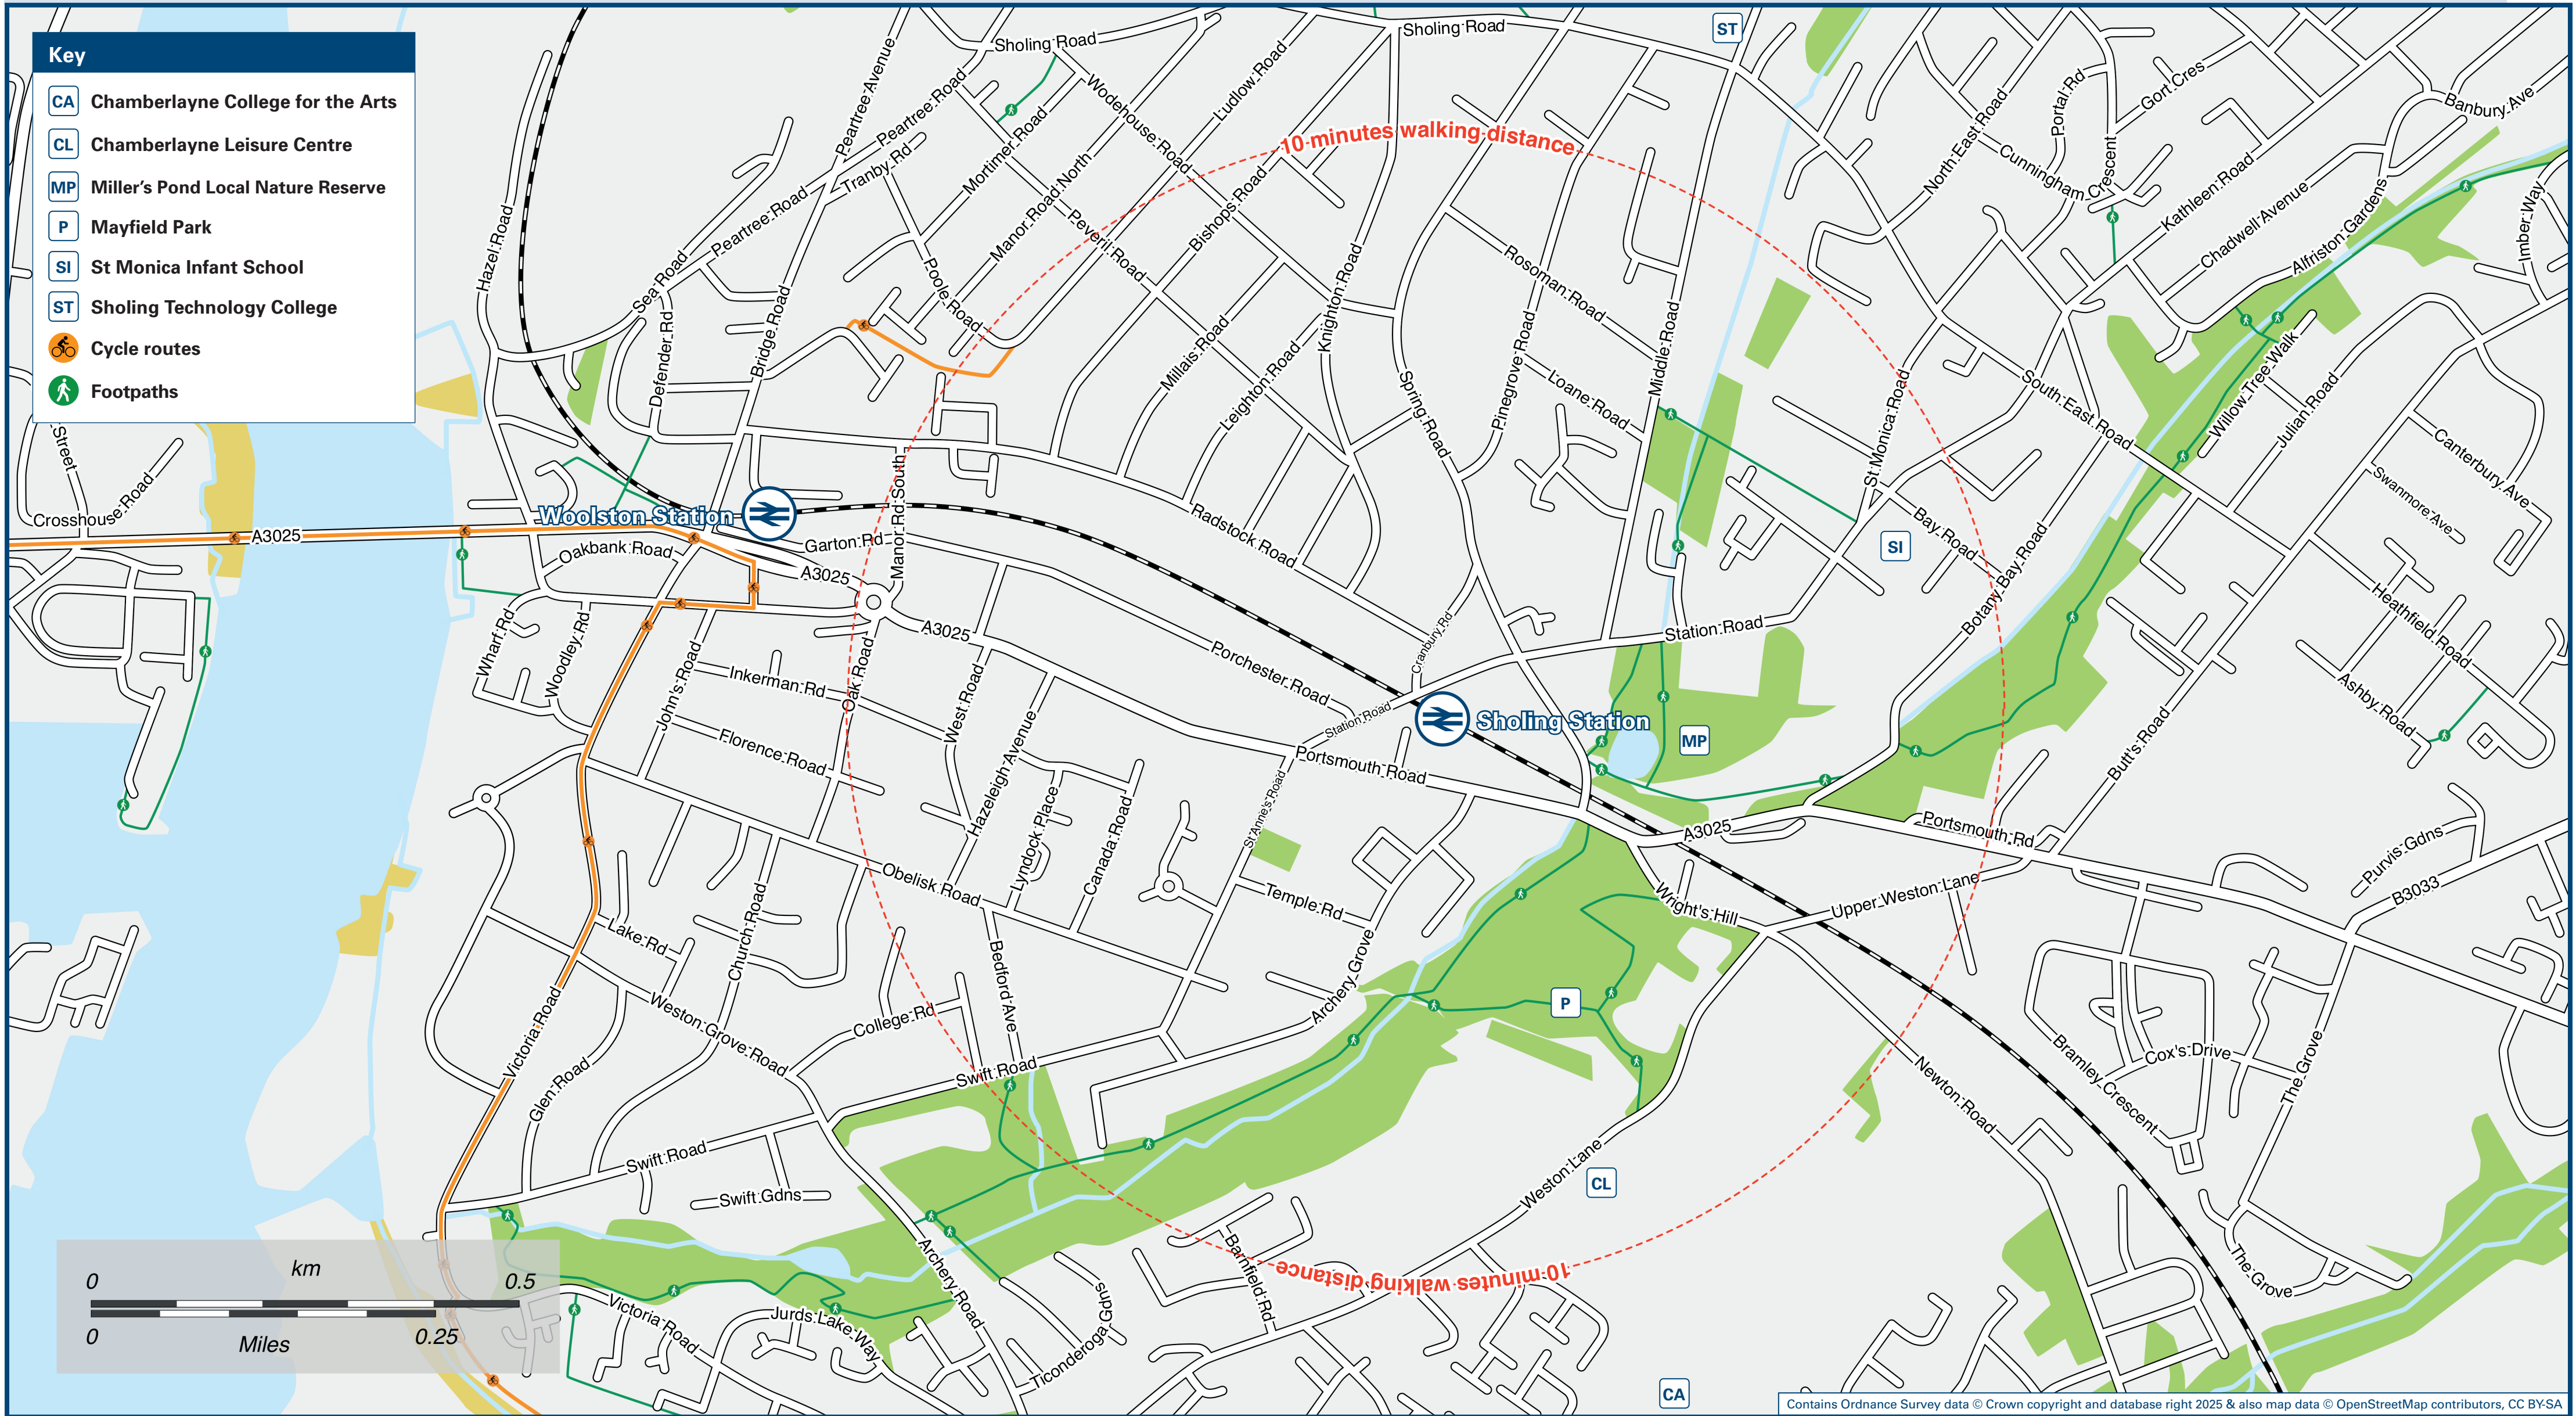 Key
CA Chamberlayne College for the Arts
CL Chamberlayne Leisure Centre
MP Miller's Pond Local Nature Reserve
P Mayfield Park
SI St Monica Infant School
ST Sholing Technology College
Cycle routes
Footpaths
Sholing Road
Sholing Road
ST
Peartree Avenue
Peartree Road
Tranby Rd
Peartree Road
Mortimer Road
Manor Road North
Ludlow Road
Wodehouse Road
10 minutes walking distance
Bishops Road
Peveril Road
Poole Road
Hazel Road
Sea Road
Defender Rd
Bridge Road
Millais Road
Leighton Road
Knighton Road
Spring Road
Pinegrove Road
Rosoman Road
Loane Road
Middle Road
St Monica Road
North East Road
Portal Rd
Gort Cres
Cunningham Crescent
Banbury Ave
Kathleen Road
Chadwell Avenue
Alfriston Gardens
Imber Way
South East Road
Willow Tree Walk
Julian Road
Canterbury Ave
Swanmore Ave
Heathfield Road
Ashby Road
Bay Road
SI
Botany Bay Road
Butt's Road
Street
Crosshouse Road
A3025
Woolston Station
Garton Rd
Manor Rd South
Oakbank Road
A3025
A3025
Radstock Road
Porchester Road
Cranbury Rd
Station Road
Station Road
Sholing Station
MP
Wharf Rd
Woodley Rd
John's Road
Inkerman Rd
Oak Road
West Road
Florence Road
Hazeleigh Avenue
Lyndock Place
Canada Road
St Anne's Road
Portsmouth Road
A3025
Portsmouth Rd
Purvis Gdns
B3033
Obelisk Road
Temple Rd
Wright's Hill
Upper Weston Lane
Lake Rd
Church Road
Bedford Ave
Archery Grove
P
Victoria Road
Weston Grove Road
College Rd
Glen Road
Swift Road
Swift Road
Swift Gdns
Newton Road
Bramley Crescent
Cox's Drive
The Grove
The Grove
Weston Lane
CL
10 minutes walking distance
Barnfield Rd
Archery Road
Ticonderoga Gdns
Victoria Road
Jurds Lake Way
CA
0 km 0.5
0 Miles 0.25
Contains Ordnance Survey data © Crown copyright and database right 2025 & also map data © OpenStreetMap contributors, CC BY-SA